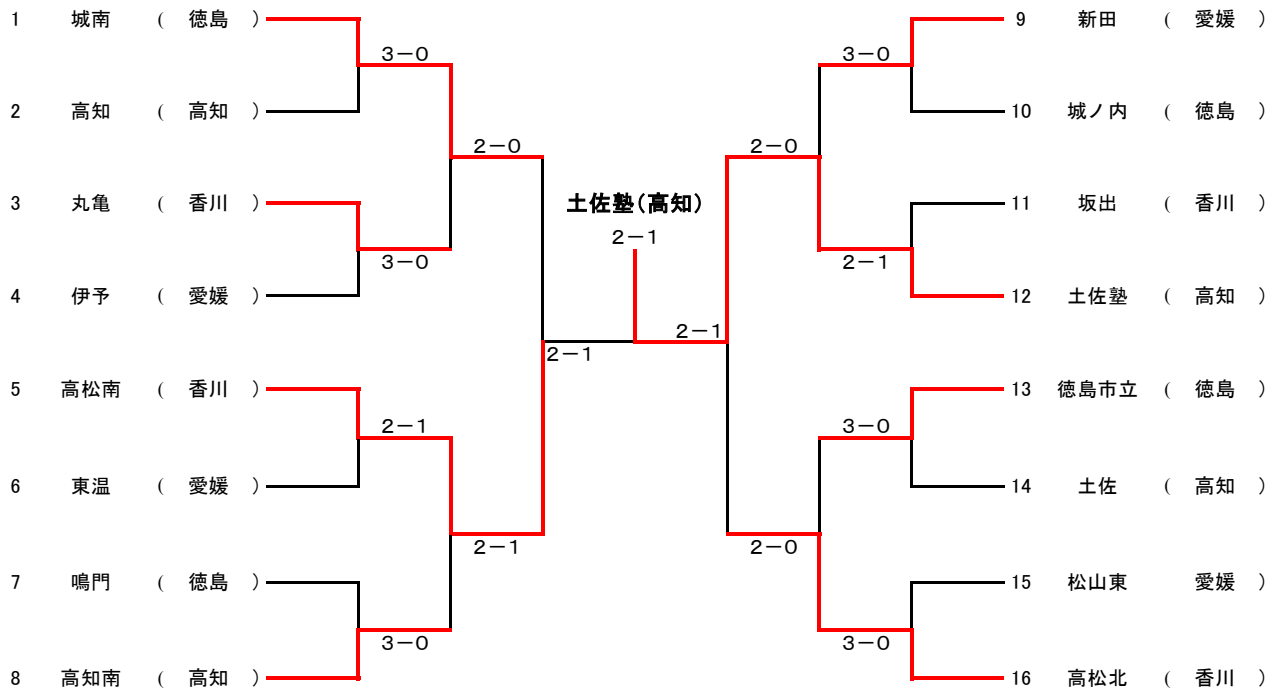 1 城南 ( 徳島 )
3-0
2 高知 ( 高知 )
2-0
3 丸亀 ( 香川 )
3-0
4 伊予 ( 愛媛 )
2-1
5 高松南 ( 香川 )
2-1
6 東温 ( 愛媛 )
2-1
7 鳴門 ( 徳島 )
3-0
8 高知南 ( 高知 )
土佐塾(高知)
2-1
9 新田 ( 愛媛 )
3-0
10 城ノ内 ( 徳島 )
2-0
11 坂出 ( 香川 )
2-1
12 土佐塾 ( 高知 )
2-1
13 徳島市立 ( 徳島 )
3-0
14 土佐 ( 高知 )
2-0
15 松山東 愛媛 )
3-0
16 高松北 ( 香川 )